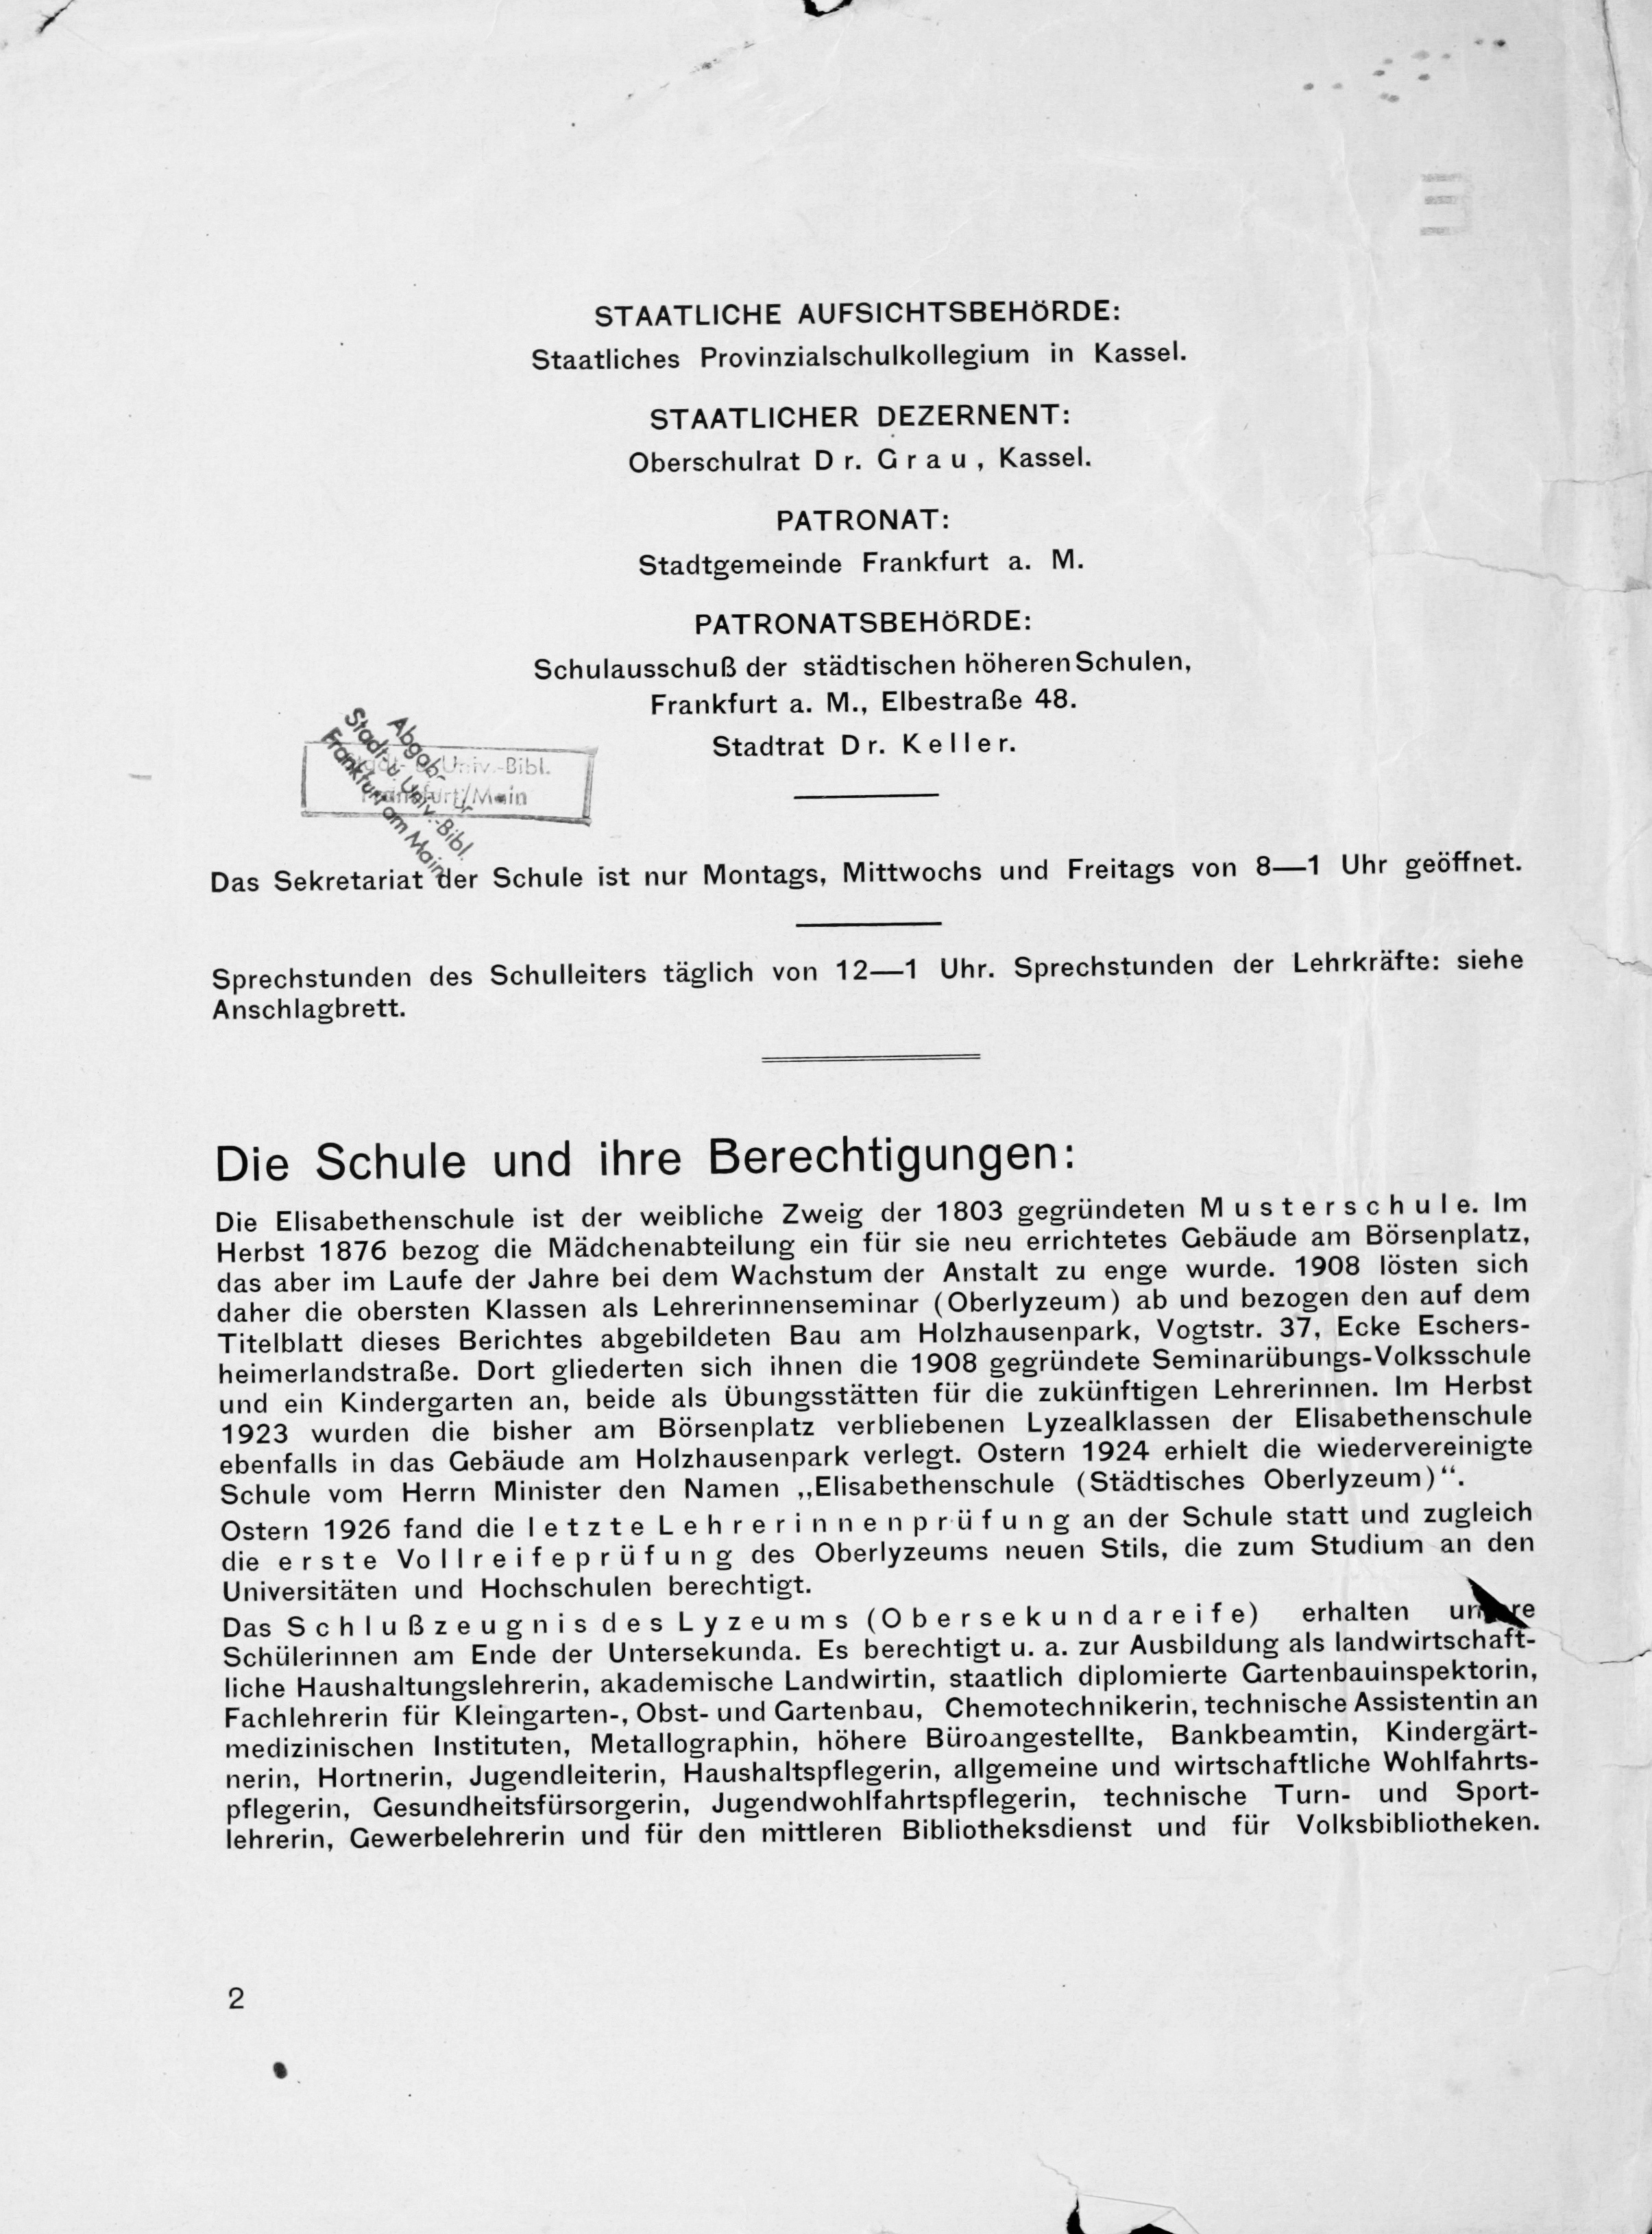 STAATLICHE AUFSICHTSBEHÖRDE:
Staatliches Provinzialschulkollegium in Kassel.
STAATLICHER DEZERNENT:
Oberschulrat Dr. Grau, Kassel.
PATRONAT:
Stadtgemeinde Frankfurt a. M.
PATRONATSBEHÖRDE:
Schulausschuß der städtischen höheren Schulen,
Frankfurt a. M., Elbestraße 48.
Stadtrat Dr. Keller.
Stadt- u. Univ.-Bibl.
Frankfurt/Main
Stadt- u. Univ.-Bibl.
Frankfurt am Main
Das Sekretariat der Schule ist nur Montags, Mittwochs und Freitags von 8—1 Uhr geöffnet.
Sprechstunden des Schulleiters täglich von 12—1 Uhr. Sprechstunden der Lehrkräfte: siehe
Anschlagbrett.
Die Schule und ihre Berechtigungen:
Die Elisabethenschule ist der weibliche Zweig der 1803 gegründeten Musterschule. Im
Herbst 1876 bezog die Mädchenabteilung ein für sie neu errichtetes Gebäude am Börsenplatz,
das aber im Laufe der Jahre bei dem Wachstum der Anstalt zu enge wurde. 1908 lösten sich
daher die obersten Klassen als Lehrerinnenseminar (Oberlyzeum) ab und bezogen den auf dem
Titelblatt dieses Berichtes abgebildeten Bau am Holzhausenpark, Vogtstr. 37, Ecke Eschers-
heimerlandstraße. Dort gliederten sich ihnen die 1908 gegründete Seminarübungs-Volksschule
und ein Kindergarten an, beide als Übungsstätten für die zukünftigen Lehrerinnen. Im Herbst
1923 wurden die bisher am Börsenplatz verbliebenen Lyzealklassen der Elisabethenschule
ebenfalls in das Gebäude am Holzhausenpark verlegt. Ostern 1924 erhielt die wiedervereinigte
Schule vom Herrn Minister den Namen „Elisabethenschule (Städtisches Oberlyzeum)“.
Ostern 1926 fand die letzte Lehrerinnenprüfung an der Schule statt und zugleich
die erste Vollreifeprüfung des Oberlyzeums neuen Stils, die zum Studium an den
Universitäten und Hochschulen berechtigt.
Das Schlußzeugnis des Lyzeums (Obersekundareife) erhalten unsere
Schülerinnen am Ende der Untersekunda. Es berechtigt u. a. zur Ausbildung als landwirtschaft-
liche Haushaltungslehrerin, akademische Landwirtin, staatlich diplomierte Gartenbauinspektorin,
Fachlehrerin für Kleingarten-, Obst- und Gartenbau, Chemotechnikerin, technische Assistentin an
medizinischen Instituten, Metallographin, höhere Büroangestellte, Bankbeamtin, Kindergärt-
nerin, Hortnerin, Jugendleiterin, Haushaltspflegerin, allgemeine und wirtschaftliche Wohlfahrts-
pflegerin, Gesundheitsfürsorgerin, Jugendwohlfahrtspflegerin, technische Turn- und Sport-
lehrerin, Gewerbelehrerin und für den mittleren Bibliotheksdienst und für Volksbibliotheken.
2